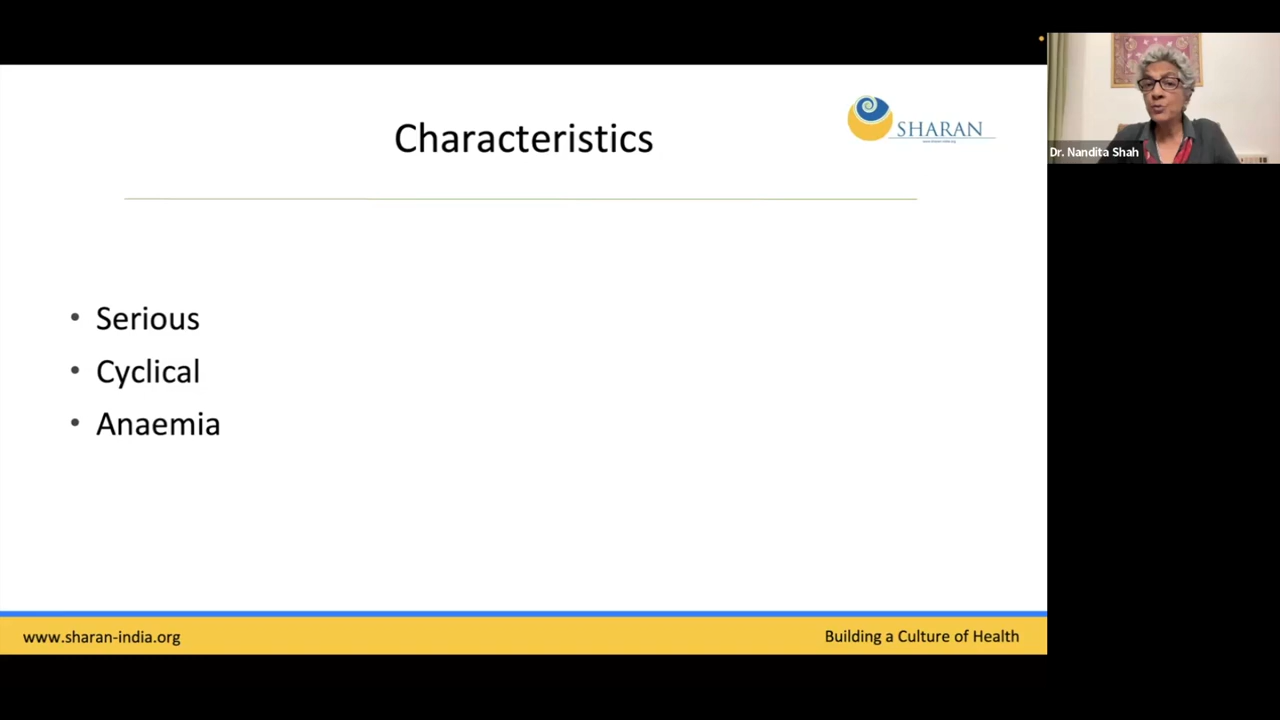 Characteristics
SHARAN
• Serious
• Cyclical
• Anaemia
www.sharan-india.org
Building a Culture of Health
Dr. Nandita Shah